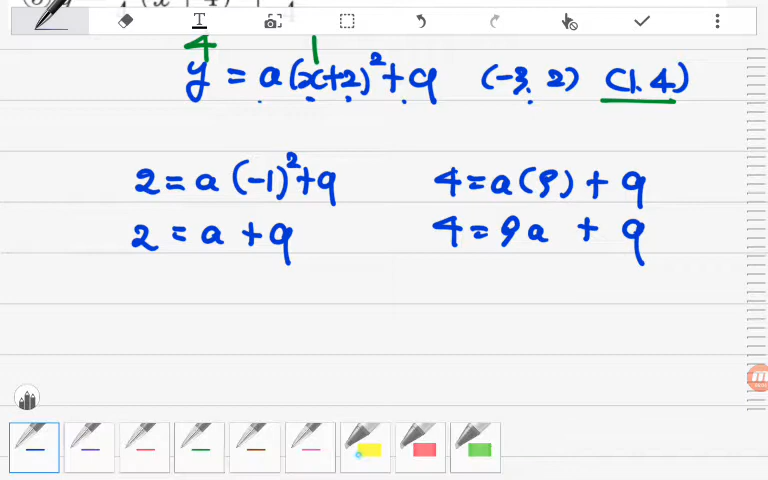 4 1
y = a(x+2)²+q (-3, 2) (1, 4)
2 = a(-1)²+q 4 = a(9) + q
2 = a + q 4 = 9a + q